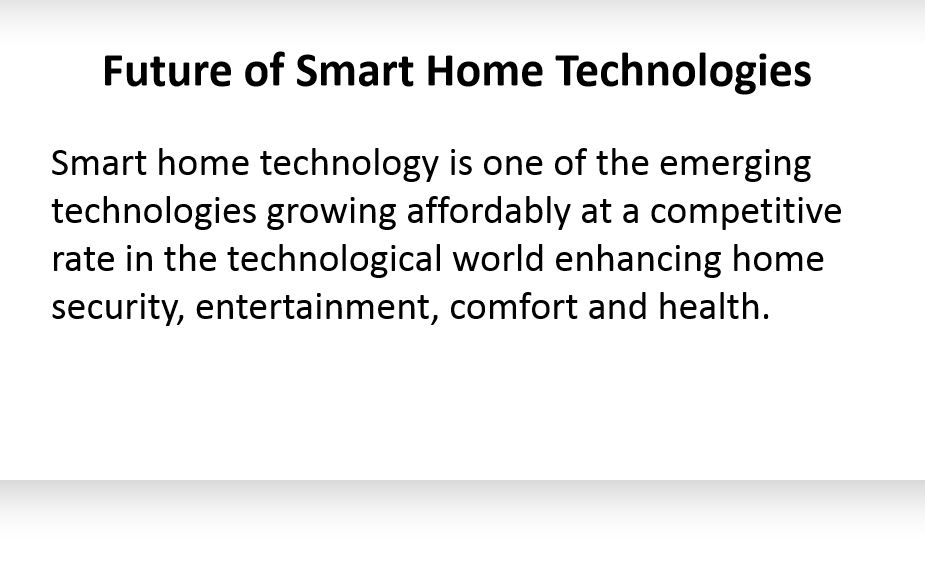 Future of Smart Home Technologies
Smart home technology is one of the emerging
technologies growing affordably at a competitive
rate in the technological world enhancing home
security, entertainment, comfort and health.